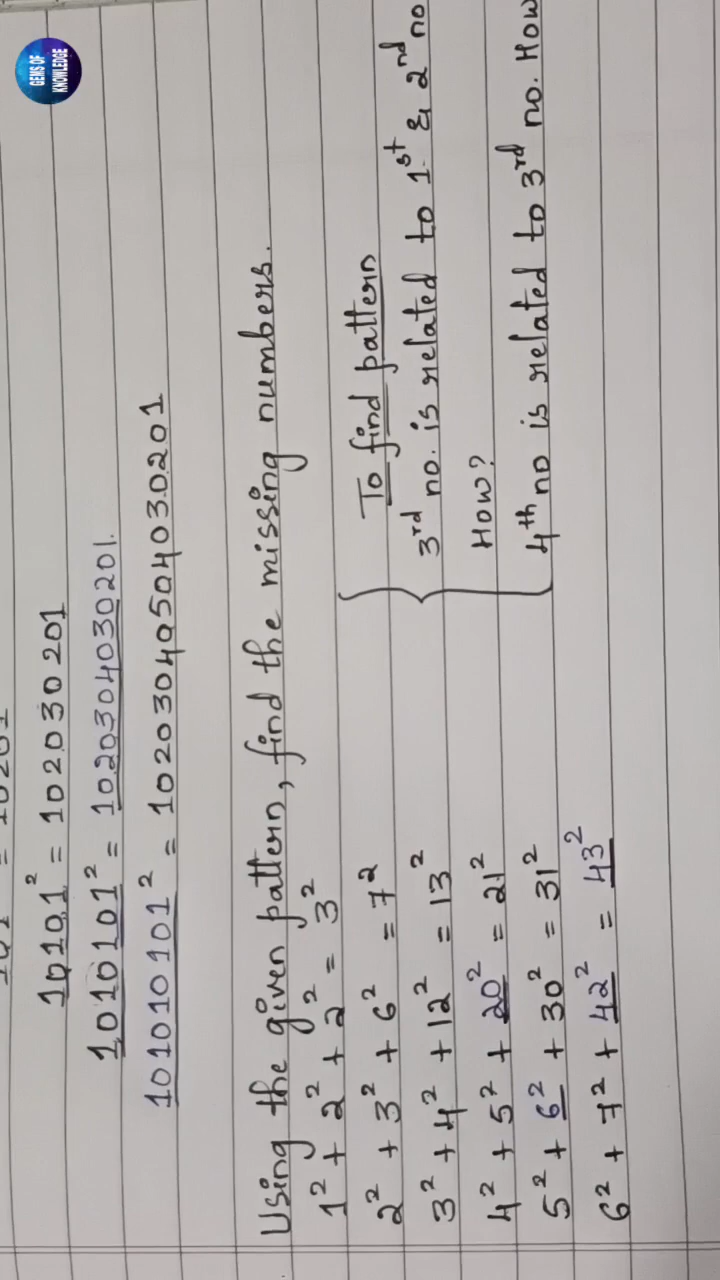 GEMS OF
KNOWLEDGE
10101² = 102030201
1010101² = 1020304030201.
101010101² = 10203040504030201
Using the given pattern, find the missing numbers.
1² + 2² + 2² = 3²
2² + 3² + 6² = 7²
3² + 4² + 12² = 13²
4² + 5² + 20² = 21²
5² + 6² + 30² = 31²
6² + 7² + 42² = 43²
To find pattern
3rd no. is related to 1st & 2nd no
How?
4th no is related to 3rd no. How